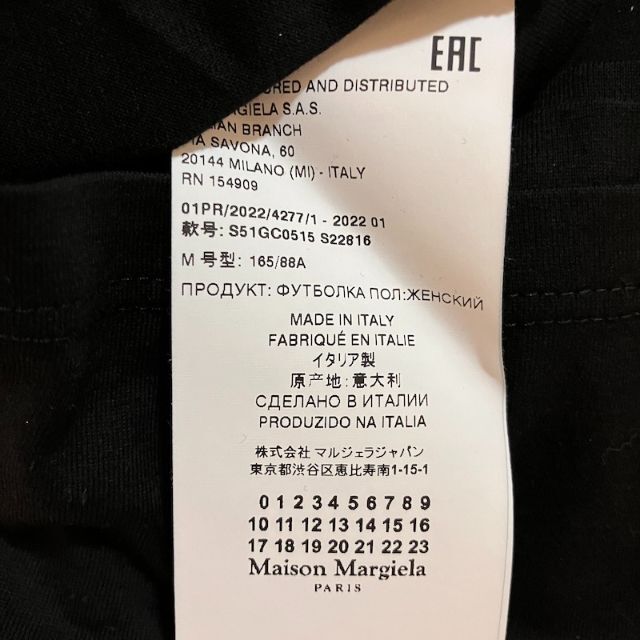 EAC
AND DISTRIBUTED
S.A.S.
BRANCH
SAVONA, 60
20144 MILANO (MI) - ITALY
RN 154909
01PR/2022/4277/1 - 2022 01
款号: S51GC0515 S22816
M 号型: 165/88A
ПРОДУКТ: ФУТБОЛКА ПОЛ:ЖЕНСКИЙ
MADE IN ITALY
FABRIQUÉ EN ITALIE
イタリア製
原产地:意大利
СДЕЛАНО В ИТАЛИИ
PRODUZIDO NA ITALIA
株式会社 マルジェラジャパン
東京都渋谷区恵比寿南1-15-1
0 1 2 3 4 5 6 7 8 9
10 11 12 13 14 15 16
17 18 19 20 21 22 23
Maison Margiela
PARIS